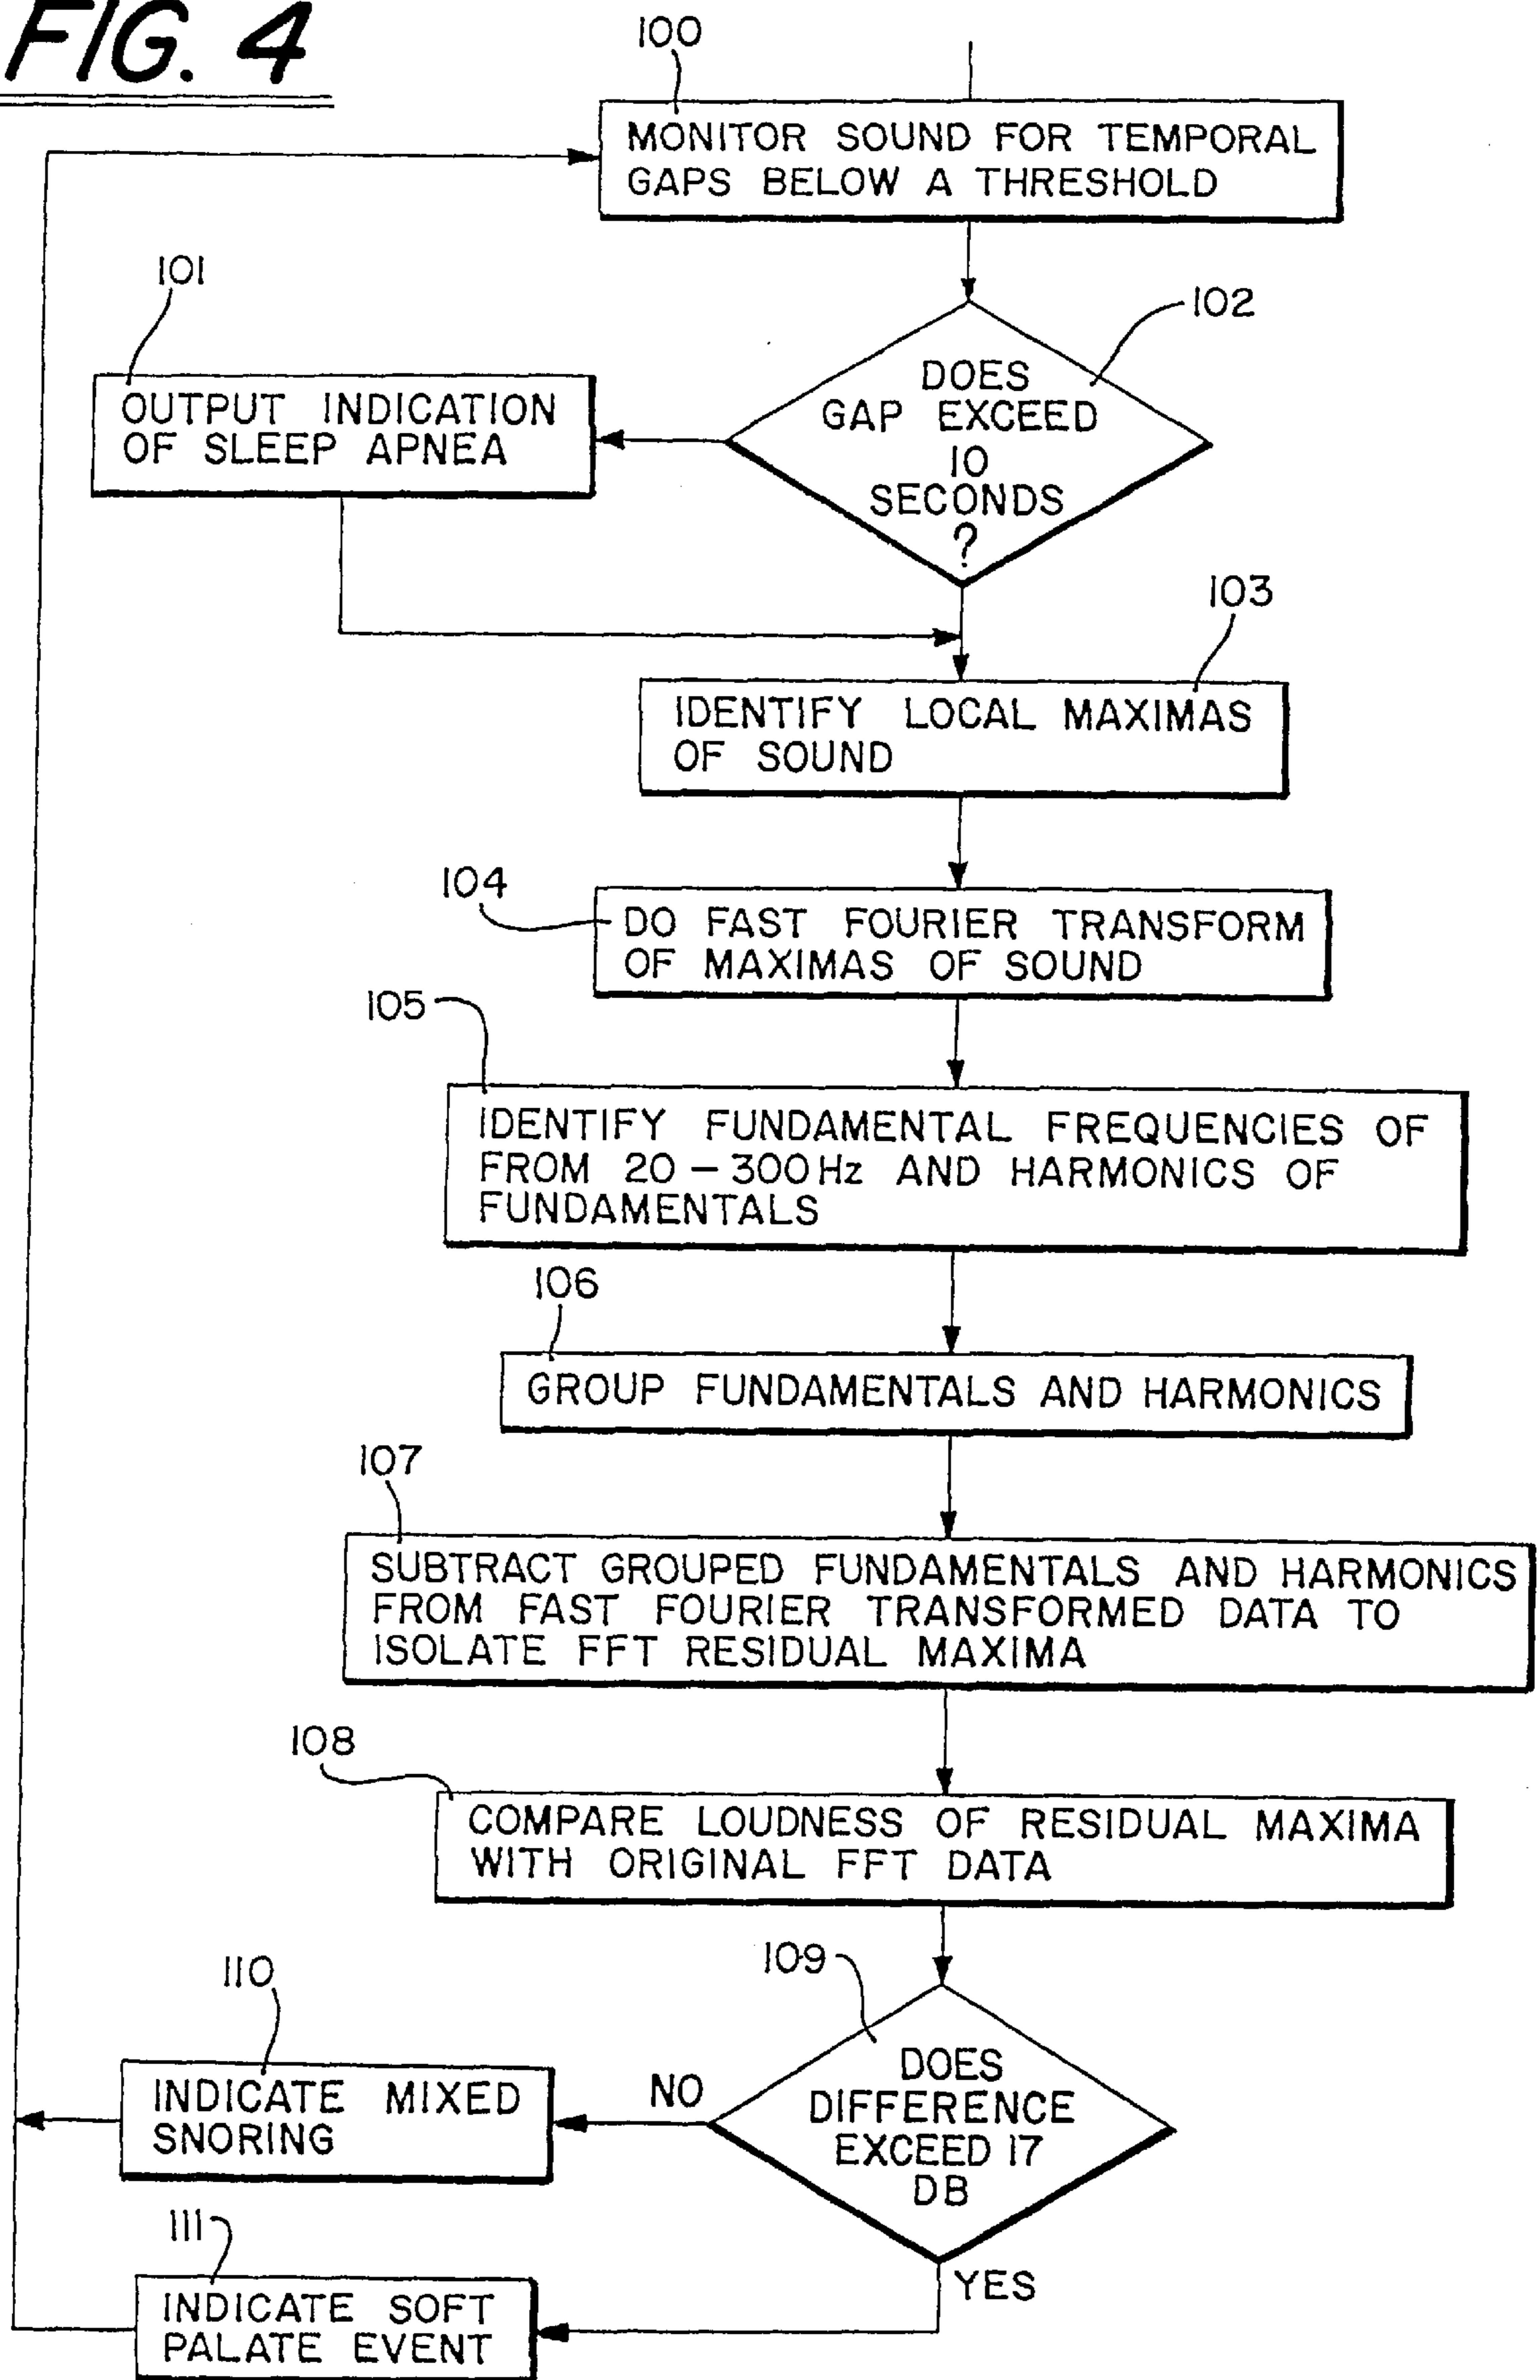 FIG. 4
100
MONITOR SOUND FOR TEMPORAL
GAPS BELOW A THRESHOLD
101
OUTPUT INDICATION
OF SLEEP APNEA
102
DOES
GAP EXCEED
10
SECONDS
?
103
IDENTIFY LOCAL MAXIMAS
OF SOUND
104
DO FAST FOURIER TRANSFORM
OF MAXIMAS OF SOUND
105
IDENTIFY FUNDAMENTAL FREQUENCIES OF
FROM 20-300Hz AND HARMONICS OF
FUNDAMENTALS
106
GROUP FUNDAMENTALS AND HARMONICS
107
SUBTRACT GROUPED FUNDAMENTALS AND HARMONICS
FROM FAST FOURIER TRANSFORMED DATA TO
ISOLATE FFT RESIDUAL MAXIMA
108
COMPARE LOUDNESS OF RESIDUAL MAXIMA
WITH ORIGINAL FFT DATA
109
DOES
DIFFERENCE
EXCEED 17
DB
NO
110
INDICATE MIXED
SNORING
YES
111
INDICATE SOFT
PALATE EVENT